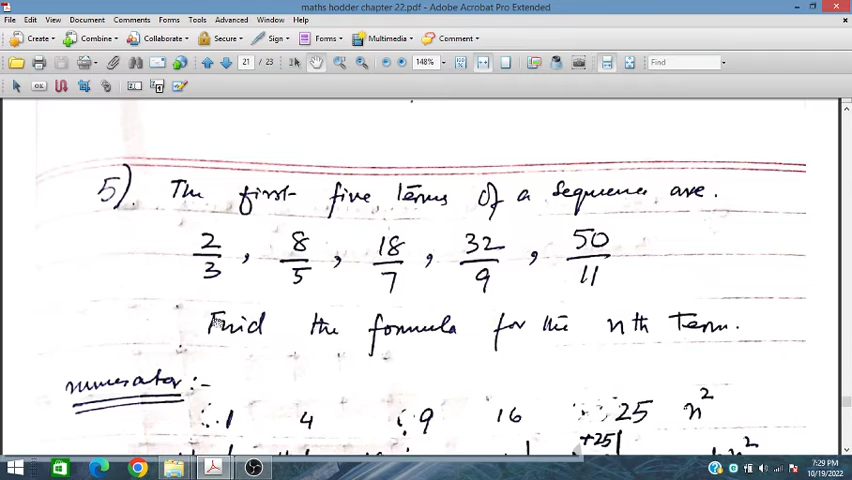 maths hodder chapter 22.pdf - Adobe Acrobat Pro Extended
File Edit View Document Comments Forms Tools Advanced Window Help
Create Combine Collaborate Secure Sign Forms Multimedia Comment
21 / 23 148% Find
5). The first five terms of a sequence are.
2/3 , 8/5 , 18/7 , 32/9 , 50/11
Find the formula for the nth Term.
numerator :-
1 4 9 16 25 n²
+25
7:29 PM
10/19/2022